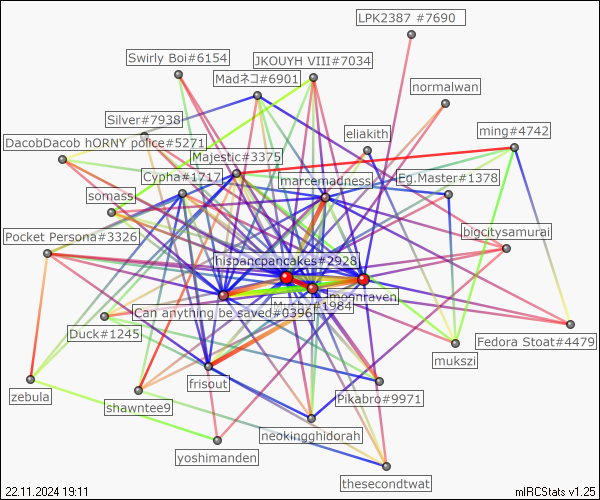 LPK2387 #7690
Swirly Boi#6154
JKOUYH VIII#7034
Madネコ#6901
normalwan
Silver#7938
eliakith
ming#4742
DacobDacob hORNY police#5271
Majestic#3375
Cypha#1717
marcemadness
Eg.Master#1378
somass
Pocket Persona#3326
bigcitysamurai
hispancpancakes#2928
moonraven
Can anything be saved#0396
#1984
Duck#1245
Fedora Stoat#4479
mukszi
frisout
zebula
shawntee9
Pikabro#9971
neokingghidorah
yoshimanden
thesecondtwat
22.11.2024 19:11
mIRCStats v1.25